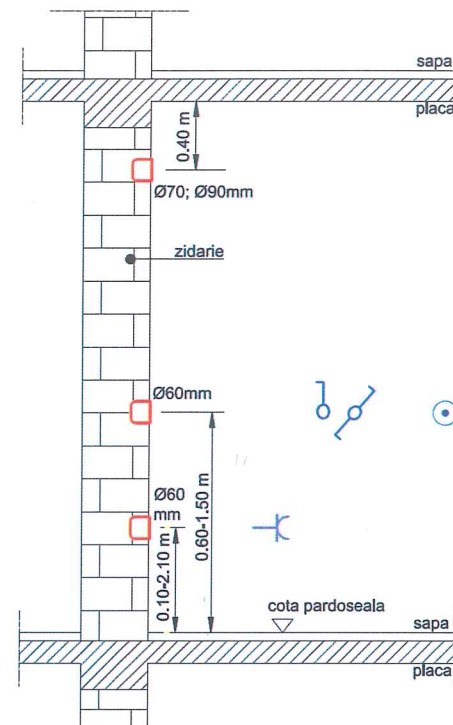 sapa
placa
0.40 m
Ø70; Ø90mm
zidarie
Ø60mm
Ø60
mm
0.60-1.50 m
0.10-2.10 m
cota pardoseala
sapa
placa